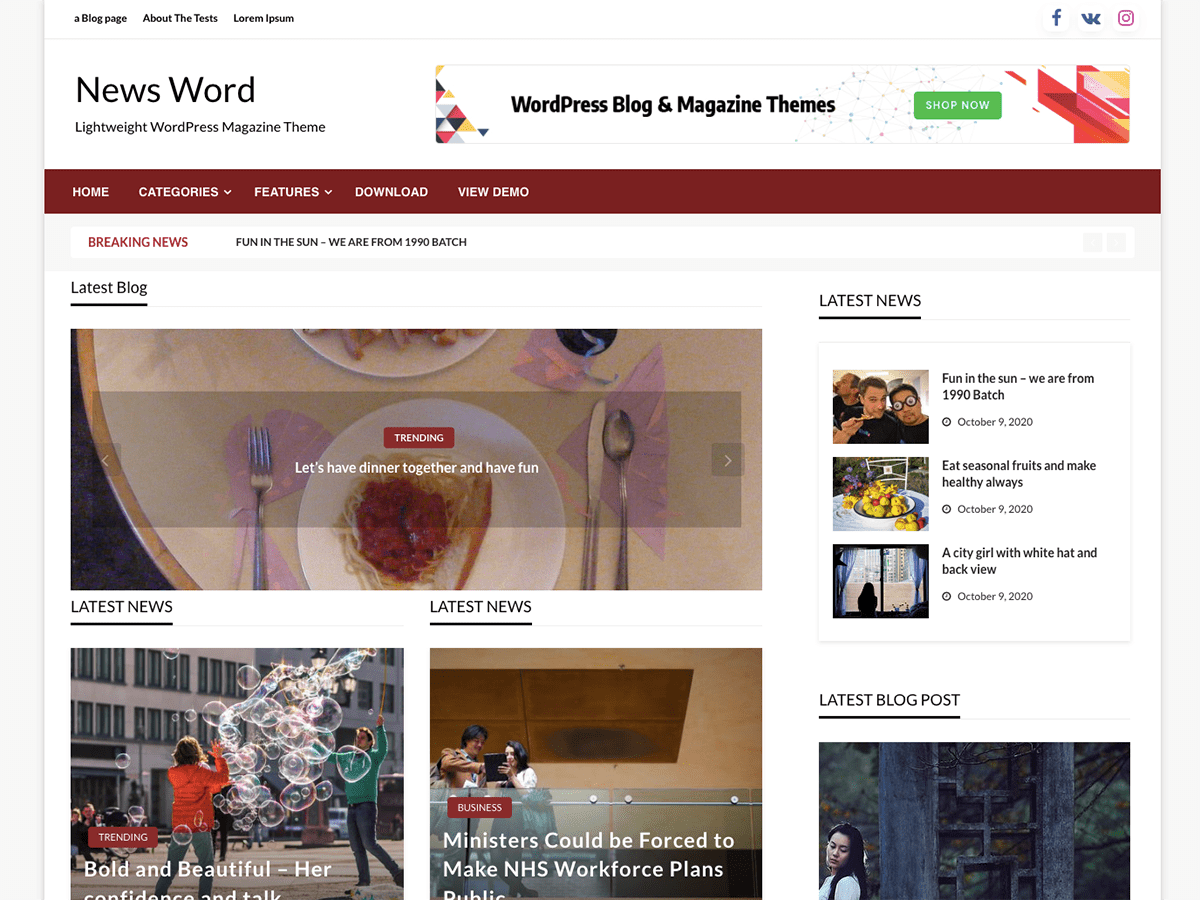 a Blog page About The Tests Lorem Ipsum
News Word
Lightweight WordPress Magazine Theme
WordPress Blog & Magazine Themes
SHOP NOW
HOME CATEGORIES FEATURES DOWNLOAD VIEW DEMO
BREAKING NEWS FUN IN THE SUN – WE ARE FROM 1990 BATCH
Latest Blog
TRENDING
Let's have dinner together and have fun
LATEST NEWS
TRENDING
Bold and Beautiful – Her
confidence and talk
LATEST NEWS
BUSINESS
Ministers Could be Forced to
Make NHS Workforce Plans
Public
LATEST NEWS
Fun in the sun – we are from
1990 Batch
October 9, 2020
Eat seasonal fruits and make
healthy always
October 9, 2020
A city girl with white hat and
back view
October 9, 2020
LATEST BLOG POST